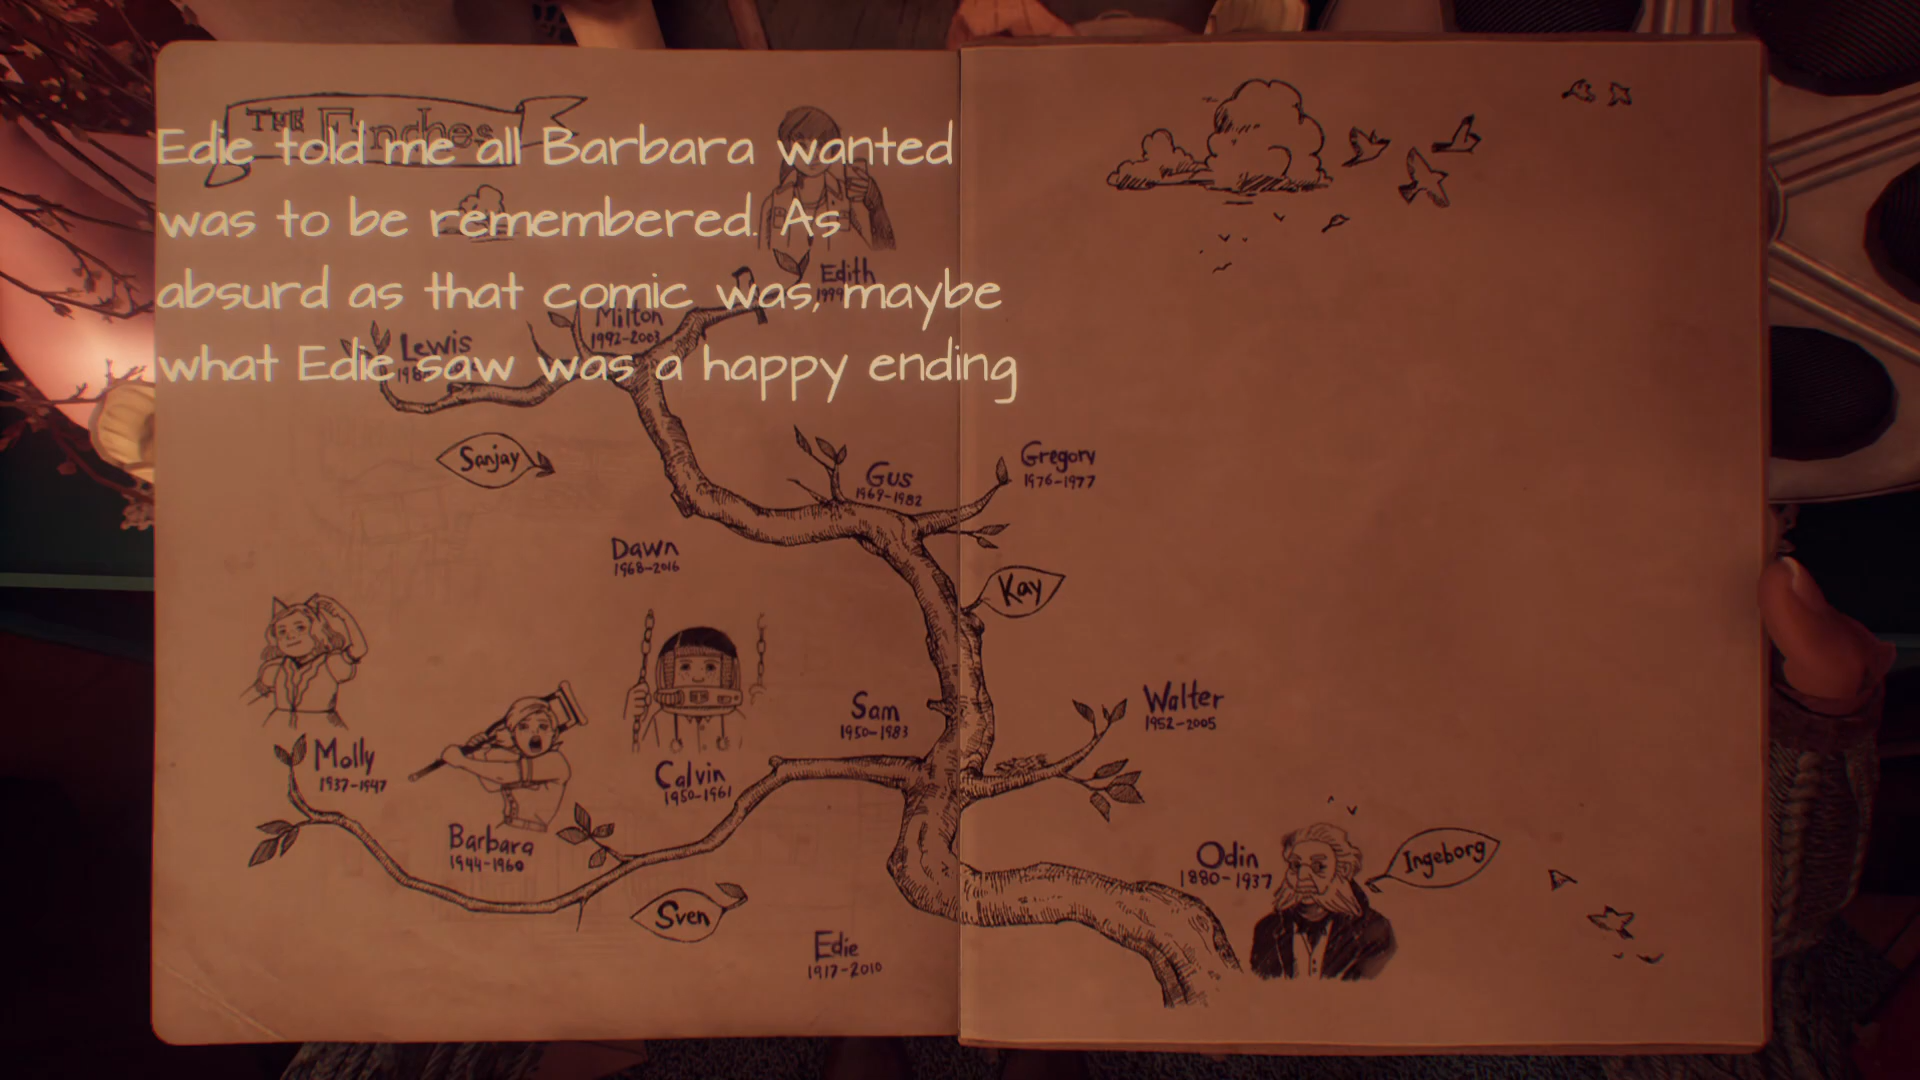 THE Finches
Edie told me all Barbara wanted
was to be remembered. As
absurd as that comic was, maybe
what Edie saw was a happy ending
Edith
1999
Milton
1992-2003
Lewis
Sanjay
Gus
1969-1982
Gregory
1976-1977
Dawn
1968-2016
Kay
Sam
1950-1983
Walter
1952-2005
Molly
1937-1947
Calvin
1950-1961
Barbara
1944-1960
Odin
1880-1937
Ingeborg
Sven
Edie
1917-2010